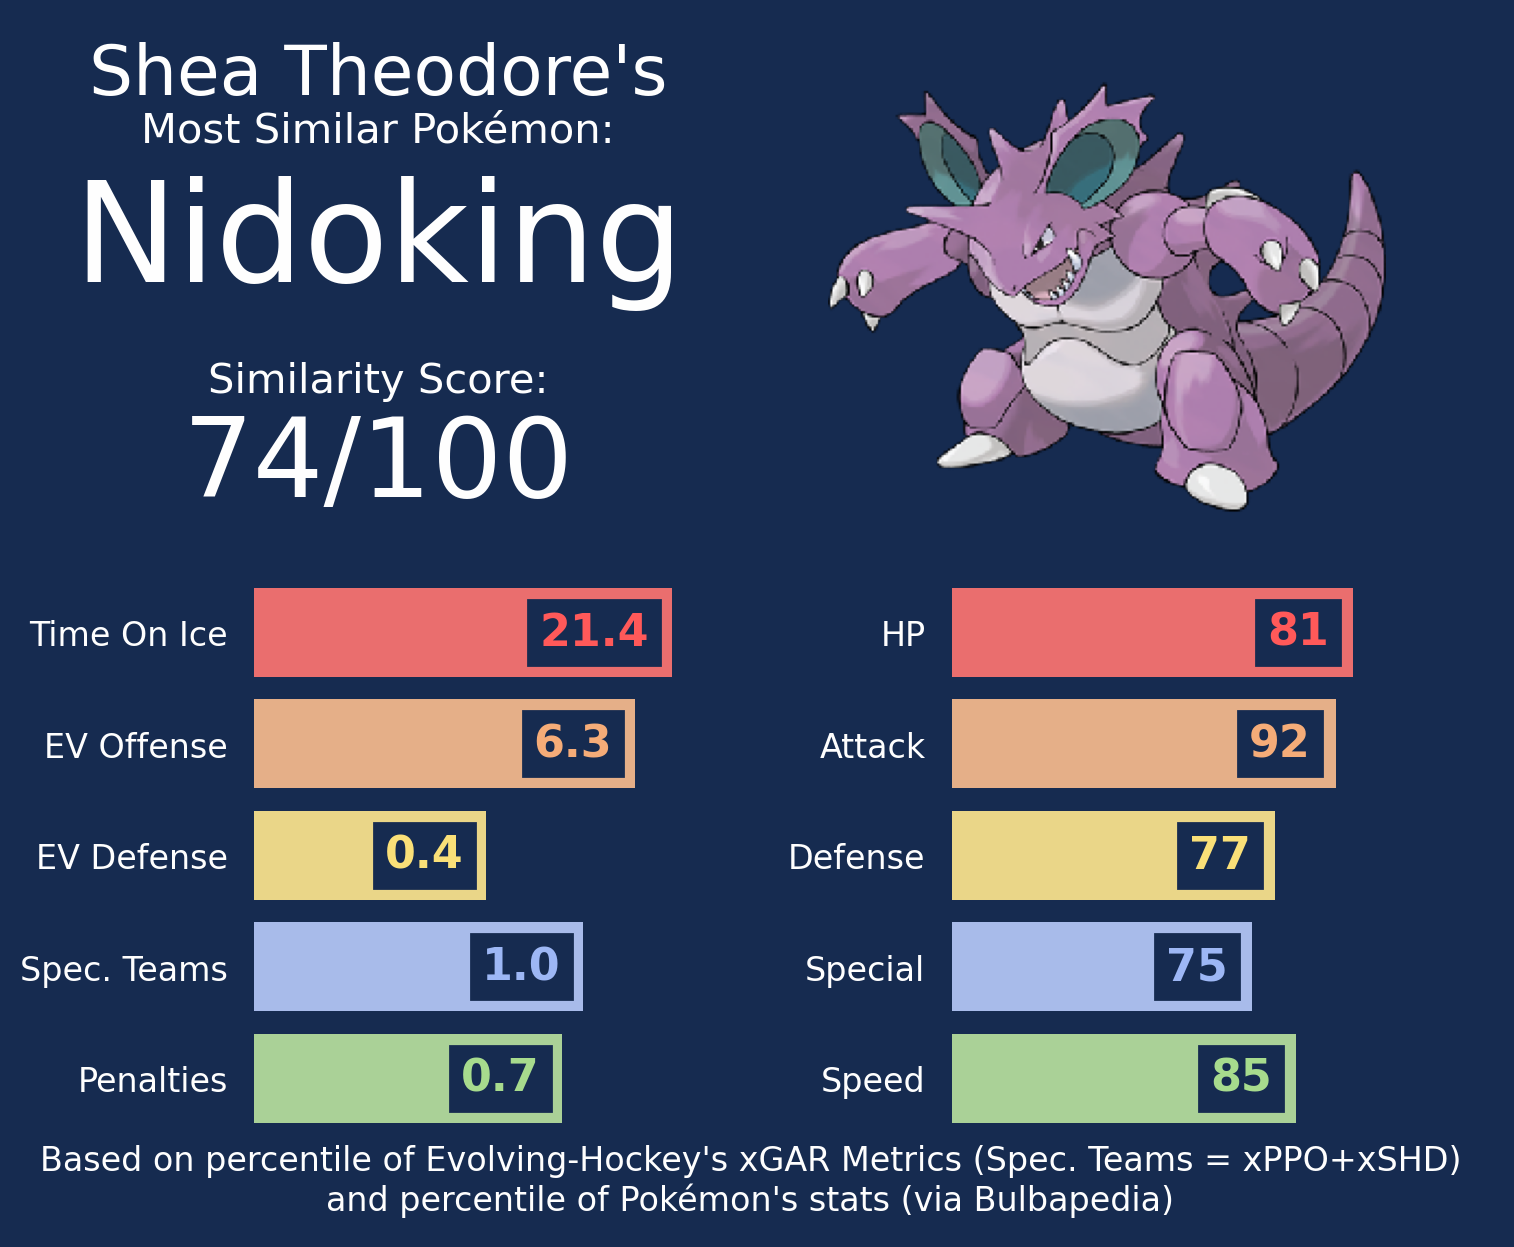 Shea Theodore's
Most Similar Pokémon:
Nidoking
Similarity Score:
74/100
Time On Ice 21.4
EV Offense 6.3
EV Defense 0.4
Spec. Teams 1.0
Penalties 0.7
HP 81
Attack 92
Defense 77
Special 75
Speed 85
Based on percentile of Evolving-Hockey's xGAR Metrics (Spec. Teams = xPPO+xSHD)
and percentile of Pokémon's stats (via Bulbapedia)